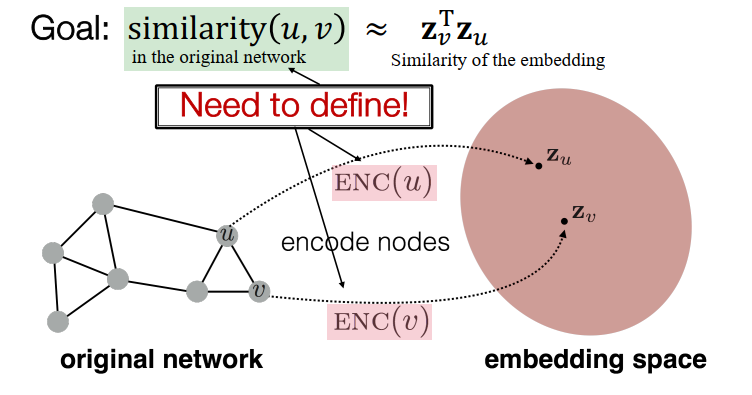 Goal: similarity(u, v) ≈ z_v^T z_u
in the original network
Similarity of the embedding
Need to define!
z_u
ENC(u)
z_v
u
encode nodes
v
ENC(v)
original network
embedding space